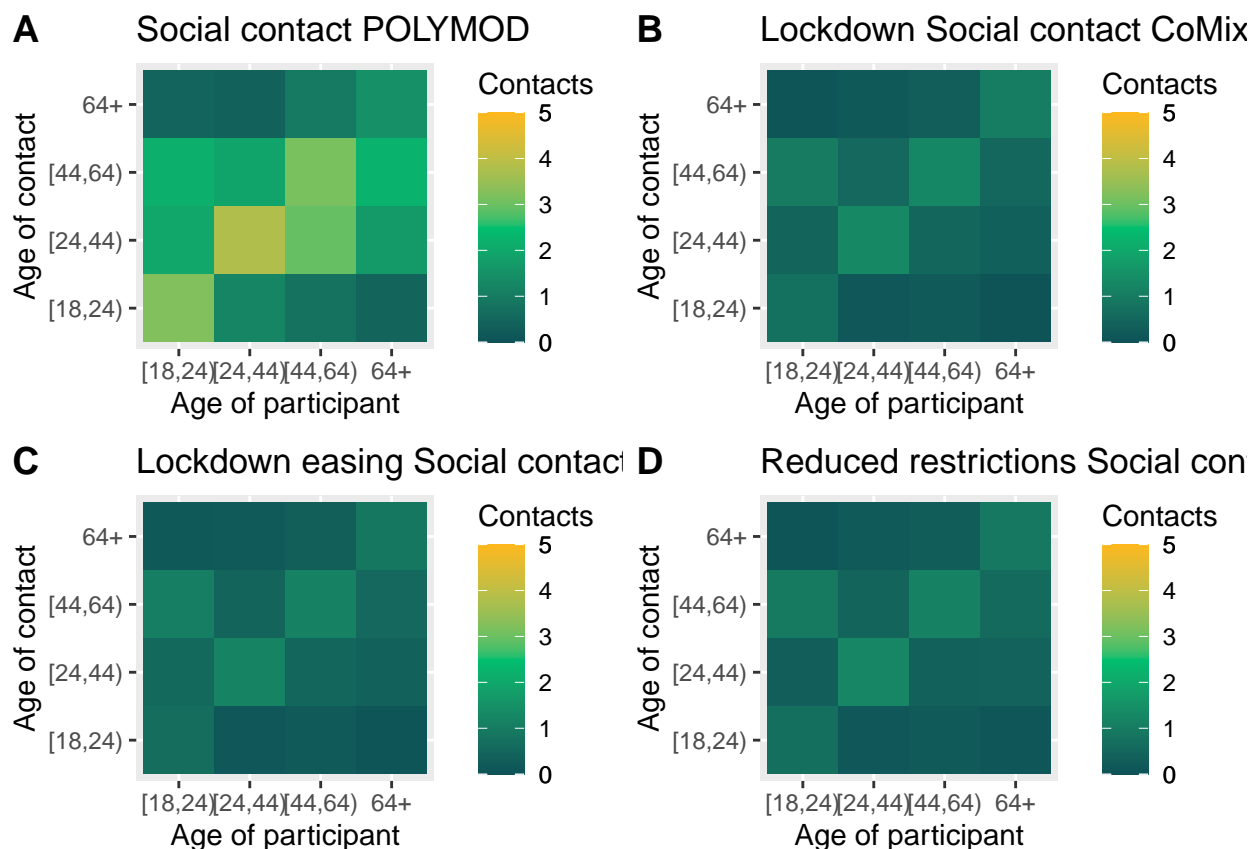 A Social contact POLYMOD
Contacts
5
4
3
2
1
0
Age of contact
64+
[44,64)
[24,44)
[18,24)
[18,24) [24,44) [44,64) 64+
Age of participant
B Lockdown Social contact CoMix
Contacts
5
4
3
2
1
0
Age of contact
64+
[44,64)
[24,44)
[18,24)
[18,24) [24,44) [44,64) 64+
Age of participant
C Lockdown easing Social contact
Contacts
5
4
3
2
1
0
Age of contact
64+
[44,64)
[24,44)
[18,24)
[18,24) [24,44) [44,64) 64+
Age of participant
D Reduced restrictions Social con
Contacts
5
4
3
2
1
0
Age of contact
64+
[44,64)
[24,44)
[18,24)
[18,24) [24,44) [44,64) 64+
Age of participant